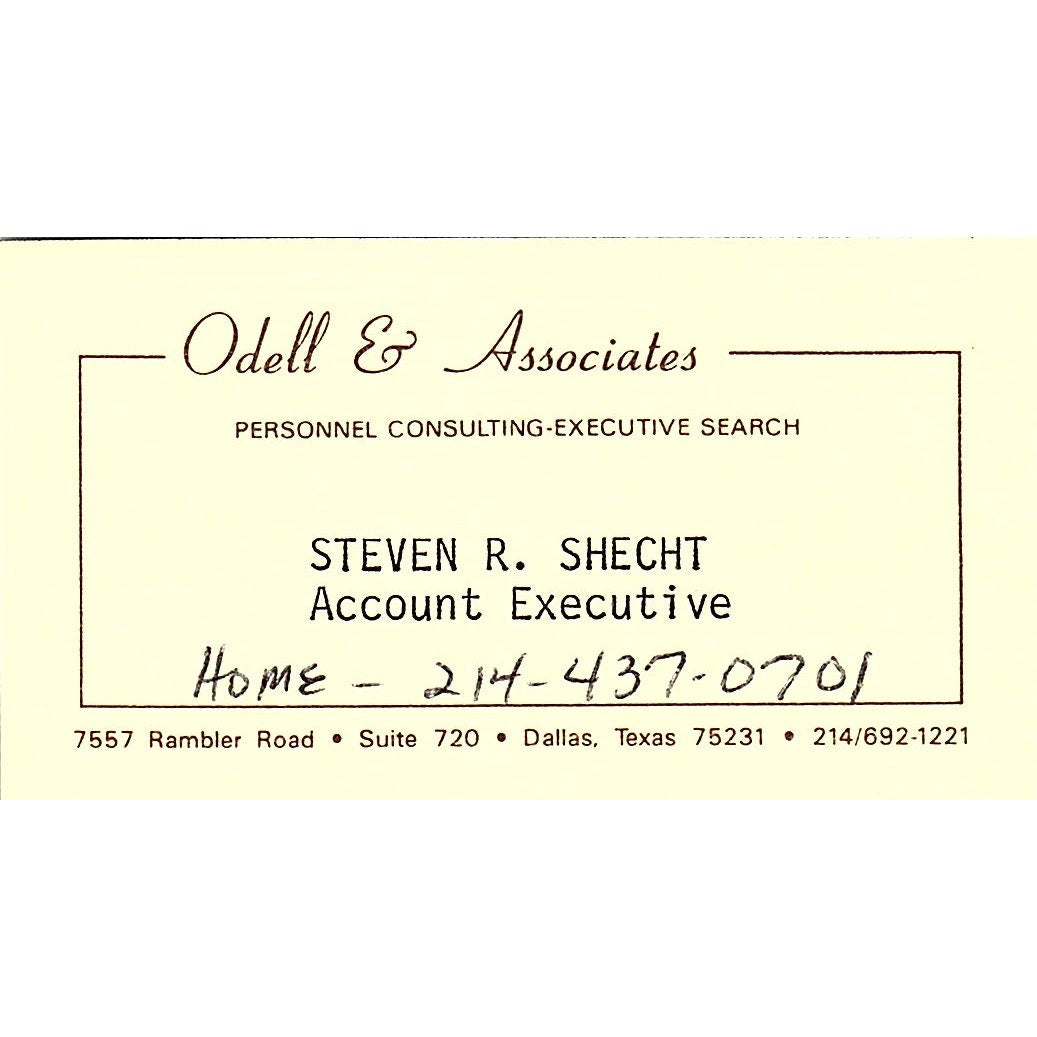 Odell & Associates
PERSONNEL CONSULTING-EXECUTIVE SEARCH
STEVEN R. SHECHT
Account Executive
HOME - 214-437-0701
7557 Rambler Road • Suite 720 • Dallas, Texas 75231 • 214/692-1221